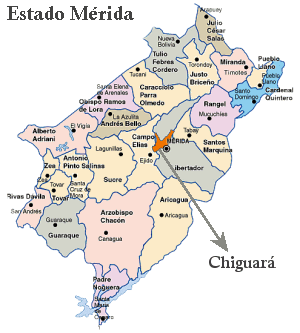 Estado Mérida
Arapuey
Julio
César
Salas
Nueva
Bolivia
Tulio
Febres
Cordero
Torondoy
Justo
Briceño
Miranda
Timotes
Pueblo
Llano
Pueblo
Llano
Cardenal
Quintero
Santo
Domingo
Tucaní
Caracciolo
Parra
Olmedo
Santa Elena
de Arenales
Obispo Ramos
de Lora
La Azulita
Andrés Bello
Rangel
Mucuchíes
El Vigía
Alberto
Adriani
Campo
Elías
Ejido
Tabay
MÉRIDA
Santos
Marquina
Libertador
Lagunillas
Sucre
Antonio
Pinto Salinas
Santa
Cruz de
Mora
Zea
Zea
Tovar
Tovar
Rivas Dávila
Guaraque
Guaraque
Arzobispo
Chacón
Canagua
Aricagua
Aricagua
Padre
Noguera
Santa
Chiguará